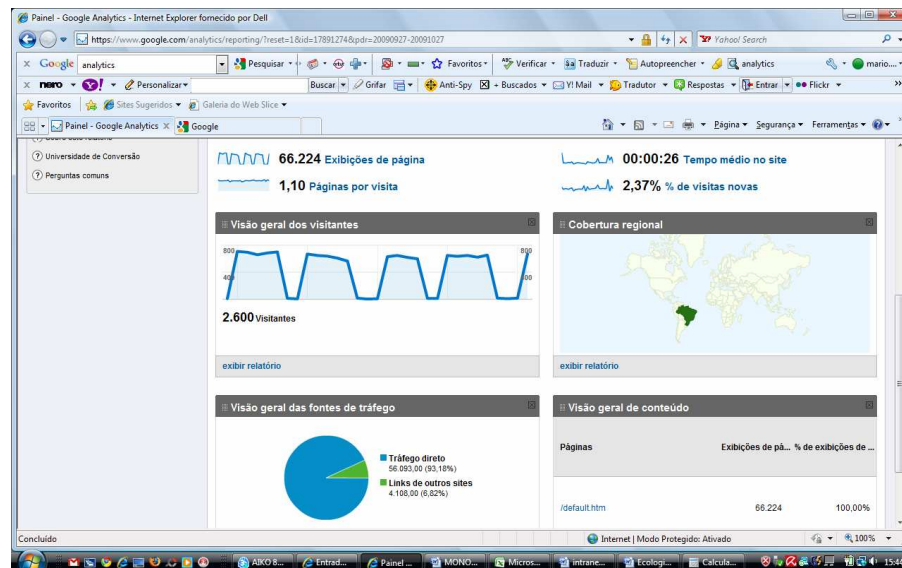 Painel - Google Analytics - Internet Explorer fornecido por Dell
https://www.google.com/analytics/reporting/?reset=1&id=17891274&pdr=20090927-20091027
Yahoo! Search
Google analytics Pesquisar Favoritos Verificar Traduzir Autopreencher analytics mario....
nero Y! Personalizar Buscar Grifar Anti-Spy + Buscados Y! Mail Tradutor Respostas Entrar Flickr
Favoritos Sites Sugeridos Galeria do Web Slice
Painel - Google Analytics Google Página Segurança Ferramentas
Universidade de Conversão
Perguntas comuns
66.224 Exibições de página
00:00:26 Tempo médio no site
1,10 Páginas por visita
2,37% % de visitas novas
Visão geral dos visitantes
800 800
400 400
2.600 Visitantes
exibir relatório
Cobertura regional
exibir relatório
Visão geral das fontes de tráfego
Tráfego direto
56.093,00 (93,18%)
Links de outros sites
4.108,00 (6,82%)
Visão geral de conteúdo
Páginas Exibições de pá... % de exibições de ...
/default.htm 66.224 100,00%
Concluído Internet | Modo Protegido: Ativado 100%
AIKO 8... Entrad... Painel ... MONO... Micros... intrane... Ecologi... Calcula...